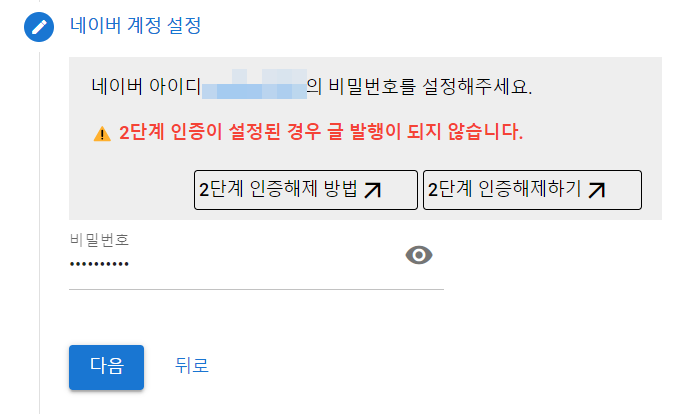 네이버 계정 설정
네이버 아이디 의 비밀번호를 설정해주세요.
2단계 인증이 설정된 경우 글 발행이 되지 않습니다.
2단계 인증해제 방법 2단계 인증해제하기
비밀번호
••••••••••
다음 뒤로